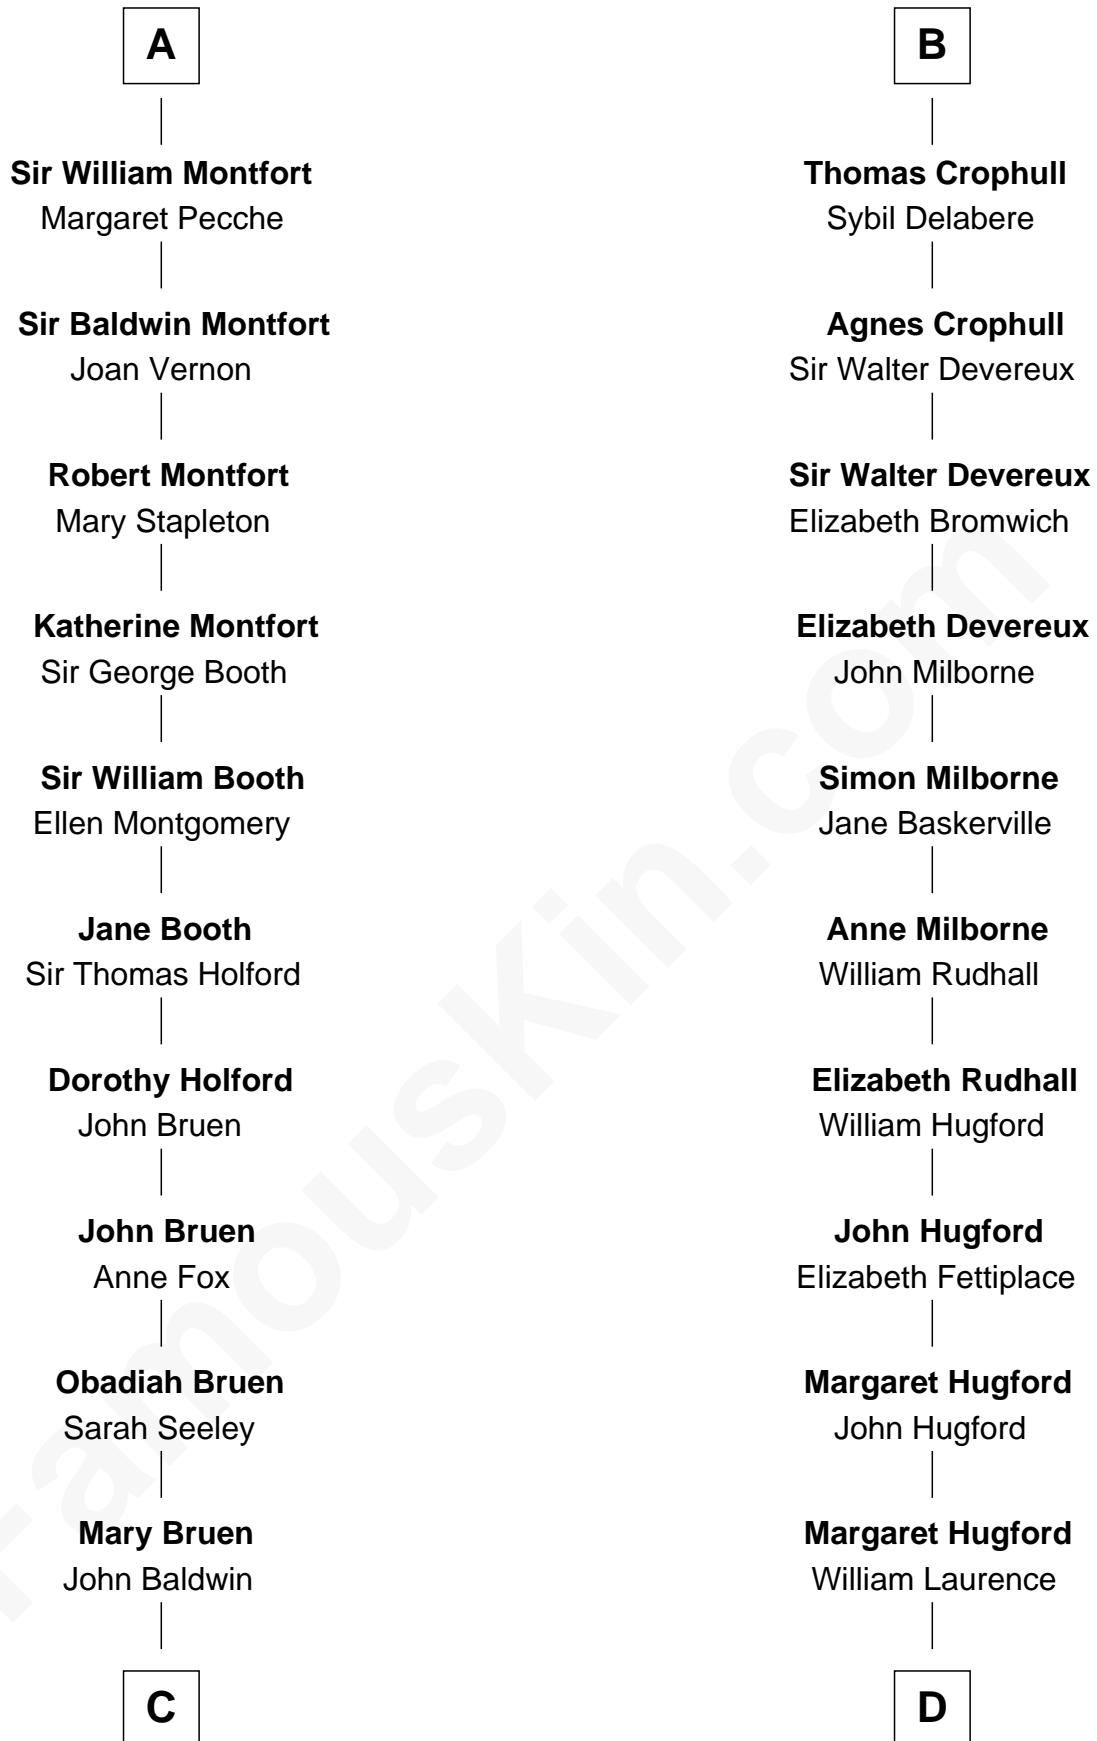 A
Sir William Montfort
Margaret Pecche
Sir Baldwin Montfort
Joan Vernon
Robert Montfort
Mary Stapleton
Katherine Montfort
Sir George Booth
Sir William Booth
Ellen Montgomery
Jane Booth
Sir Thomas Holford
Dorothy Holford
John Bruen
John Bruen
Anne Fox
Obadiah Bruen
Sarah Seeley
Mary Bruen
John Baldwin
C
B
Thomas Crophull
Sybil Delabere
Agnes Crophull
Sir Walter Devereux
Sir Walter Devereux
Elizabeth Bromwich
Elizabeth Devereux
John Milborne
Simon Milborne
Jane Baskerville
Anne Milborne
William Rudhall
Elizabeth Rudhall
William Hugford
John Hugford
Elizabeth Fettiplace
Margaret Hugford
John Hugford
Margaret Hugford
William Laurence
D
FamousKin.com